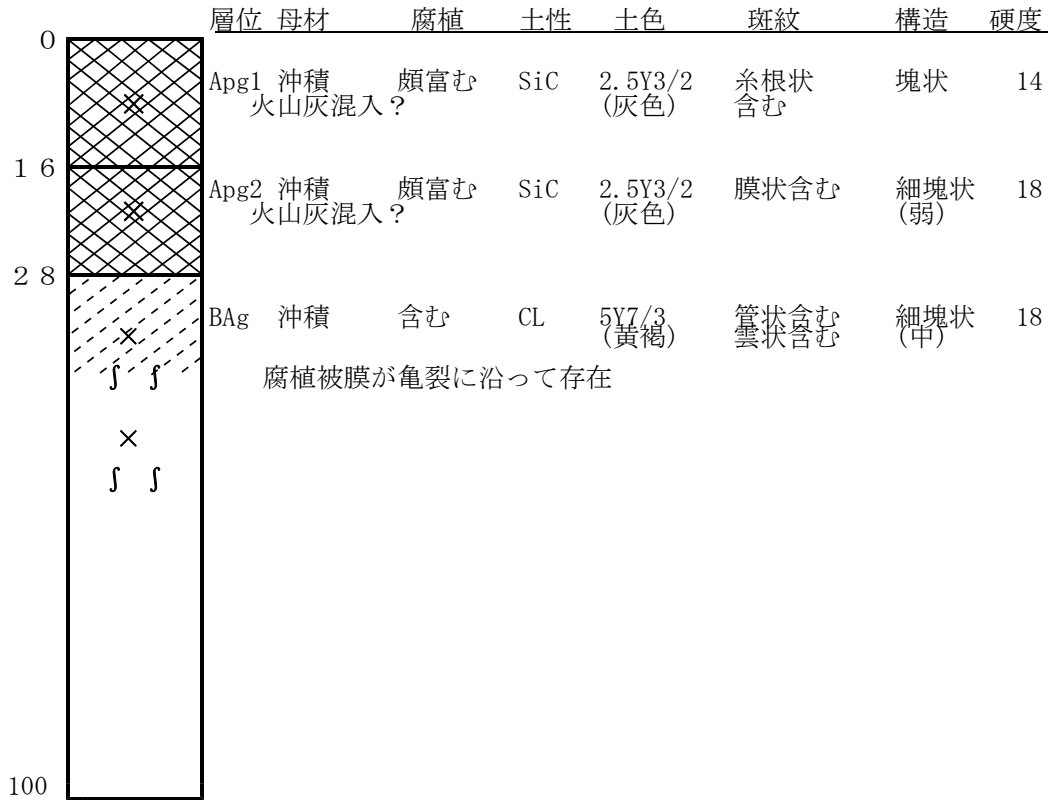 層位 母材 腐植 土性 土色 斑紋 構造 硬度
0
Apg1 沖積 頗富む SiC 2.5Y3/2 糸根状 塊状 14
火山灰混入？ (灰色) 含む
16
Apg2 沖積 頗富む SiC 2.5Y3/2 膜状含む 細塊状 18
火山灰混入？ (灰色) (弱)
28
BAg 沖積 含む CL 5Y7/3 管状含む 細塊状 18
(黄褐) 雲状含む (中)
腐植被膜が亀裂に沿って存在
100